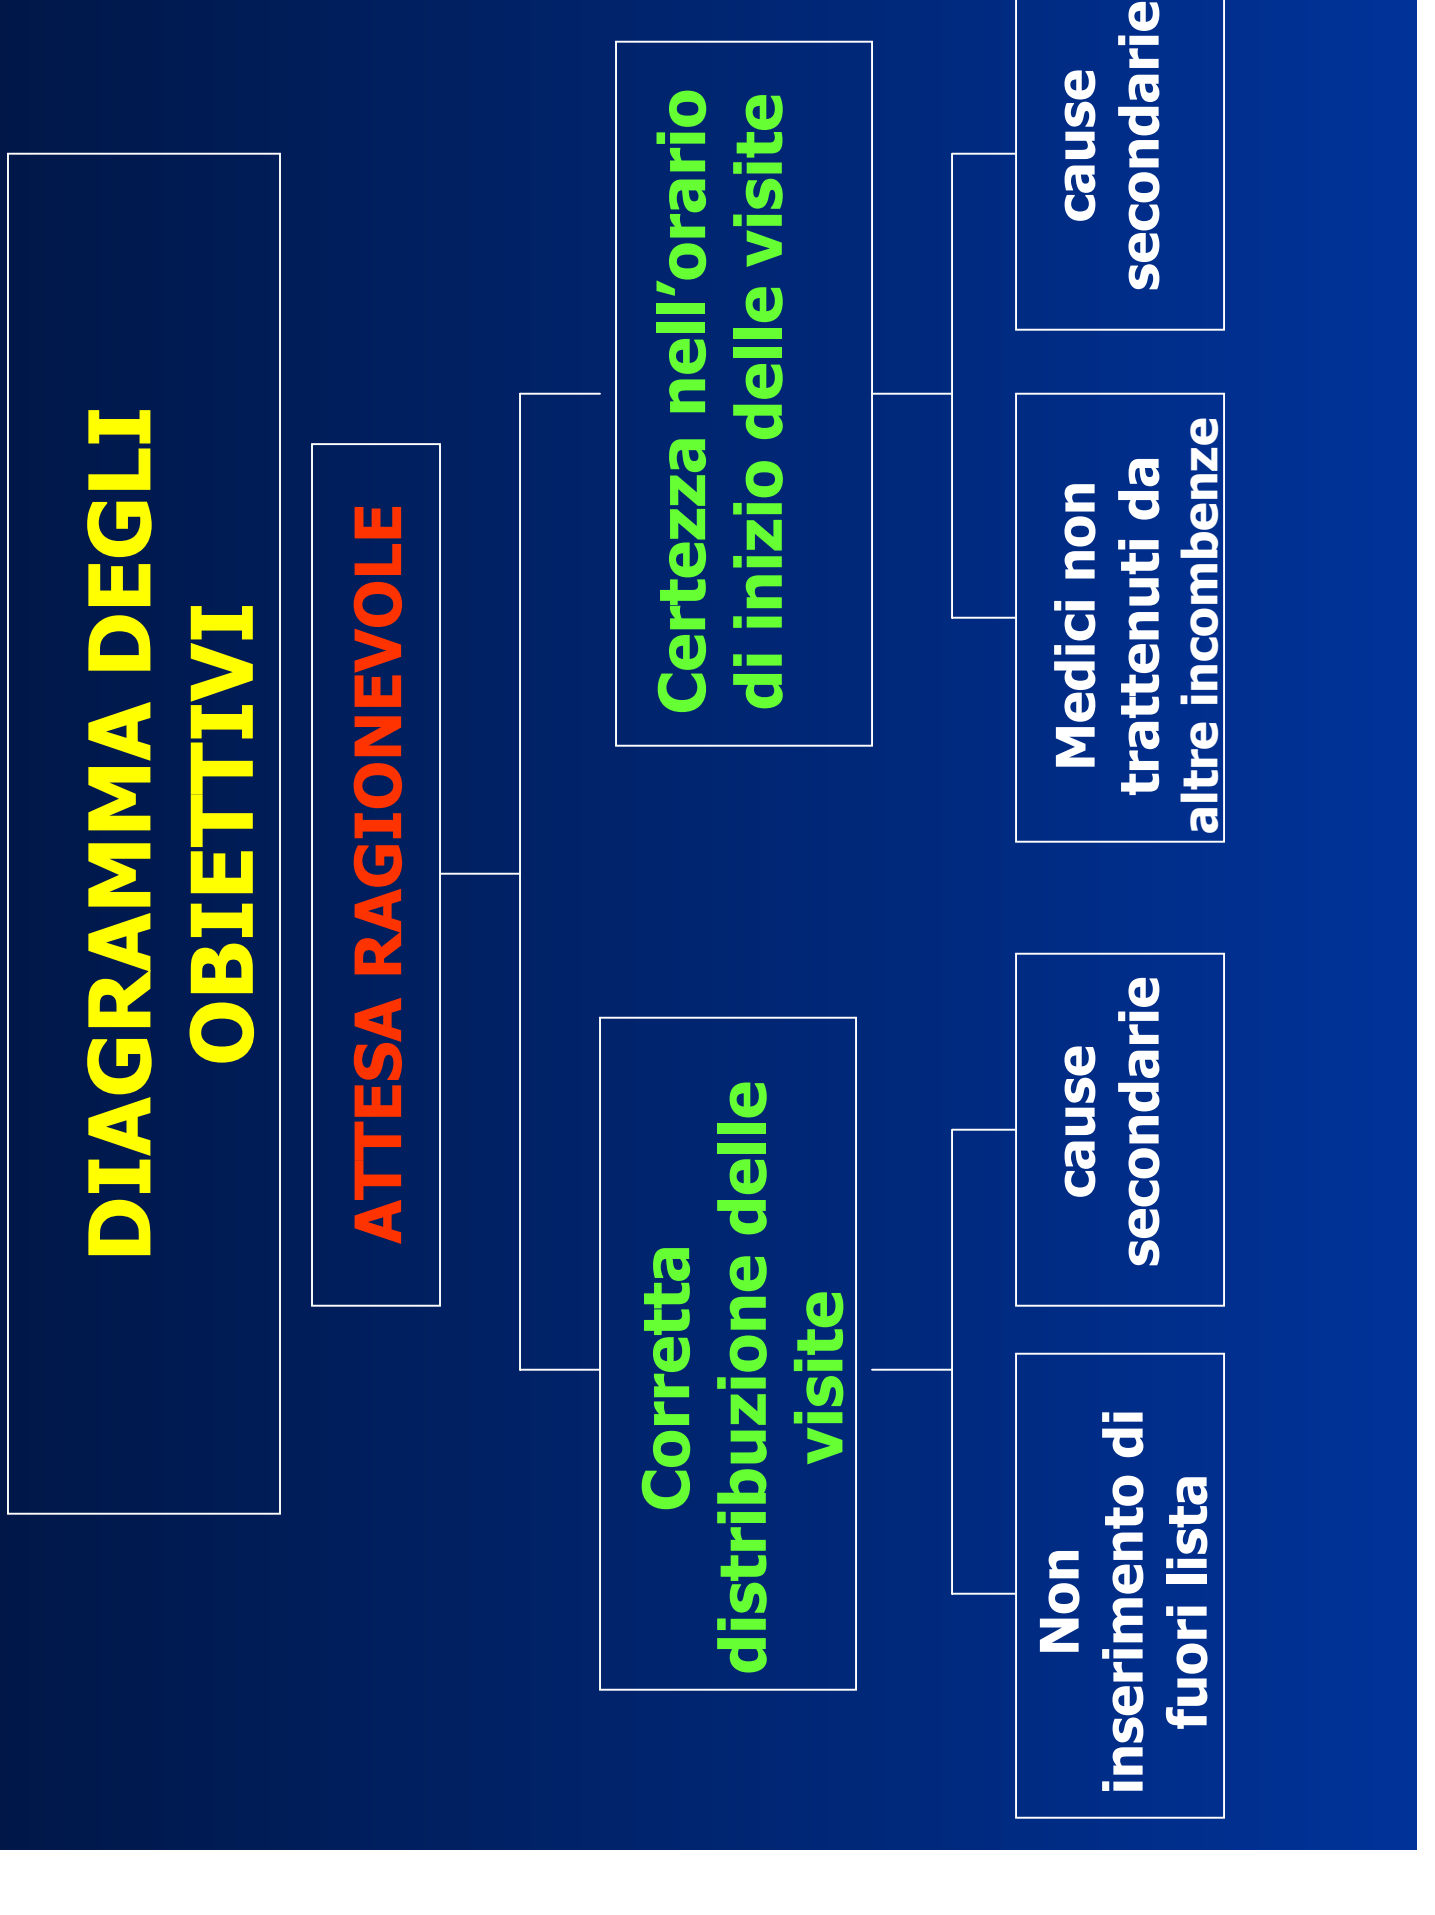 DIAGRAMMA DEGLI
OBIETTIVI
ATTESA RAGIONEVOLE
Corretta
distribuzione delle
visite
Certezza nell’orario
di inizio delle visite
Non
inserimento di
fuori lista
cause
secondarie
Medici non
trattenuti da
altre incombenze
cause
secondarie